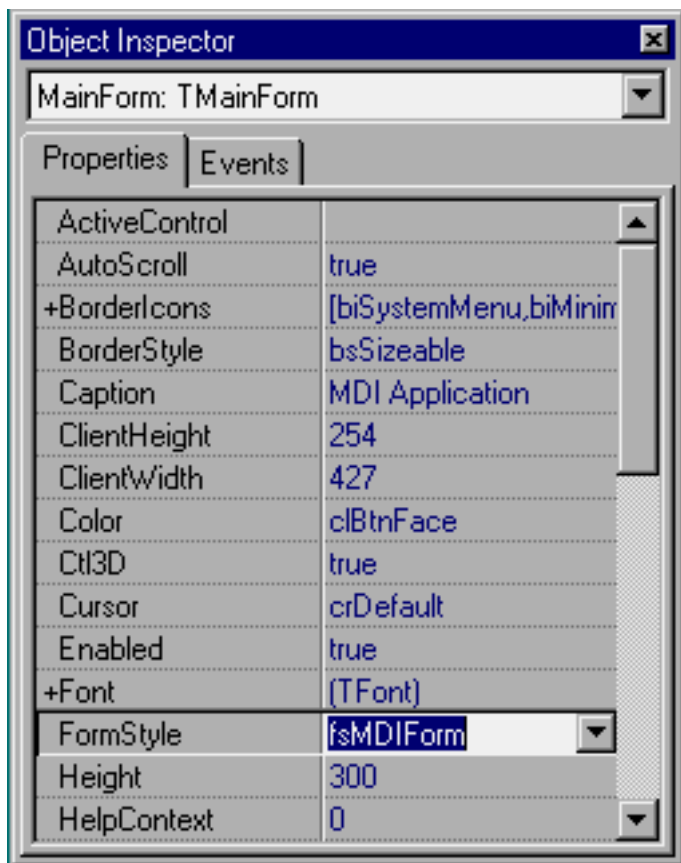 Object Inspector
MainForm: TMainForm
Properties Events
ActiveControl
AutoScroll true
+BorderIcons [biSystemMenu,biMinim
BorderStyle bsSizeable
Caption MDI Application
ClientHeight 254
ClientWidth 427
Color clBtnFace
Ctl3D true
Cursor crDefault
Enabled true
+Font (TFont)
FormStyle fsMDIForm
Height 300
HelpContext 0